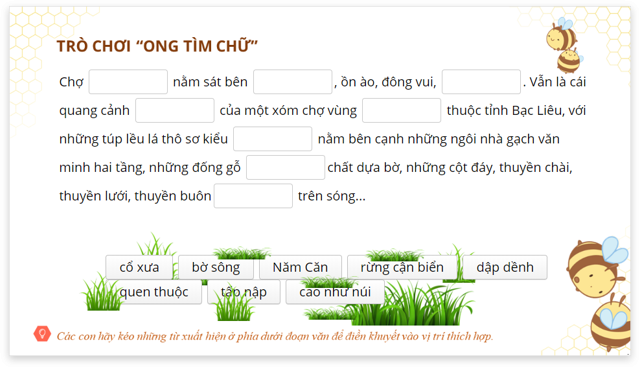 TRÒ CHƠI “ONG TÌM CHỮ”
Chợ nằm sát bên , ồn ào, đông vui, . Vẫn là cái
quang cảnh của một xóm chợ vùng thuộc tỉnh Bạc Liêu, với
những túp lều lá thô sơ kiểu nằm bên cạnh những ngôi nhà gạch văn
minh hai tầng, những đống gỗ chất dựa bờ, những cột đáy, thuyền chài,
thuyền lưới, thuyền buôn trên sóng...
cổ xưa bờ sông Năm Căn rừng cận biển dập dềnh
quen thuộc tấp nập cao như núi
Các con hãy kéo những từ xuất hiện ở phía dưới đoạn văn để điền khuyết vào vị trí thích hợp.